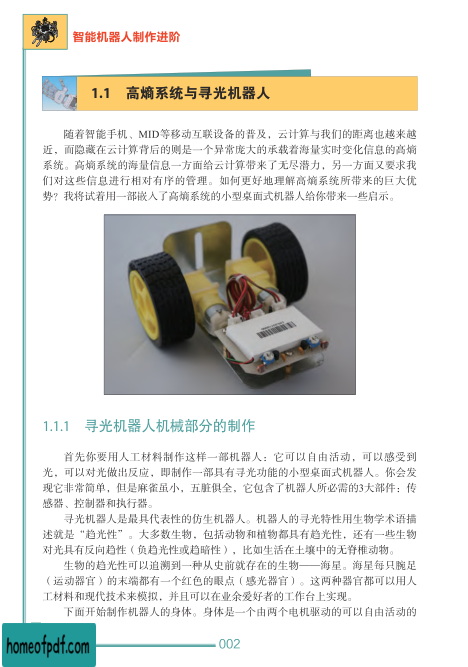 智能机器人制作进阶
1.1 高熵系统与寻光机器人
随着智能手机、MID等移动互联设备的普及，云计算与我们的距离也越来越
近，而隐藏在云计算背后的则是一个异常庞大的承载着海量实时变化信息的高熵
系统。高熵系统的海量信息一方面给云计算带来了无尽潜力，另一方面又要求我
们对这些信息进行相对有序的管理。如何更好地理解高熵系统所带来的巨大优
势？我将试着用一部嵌入了高熵系统的小型桌面式机器人给你带来一些启示。
1.1.1 寻光机器人机械部分的制作
首先你要用人工材料制作这样一部机器人：它可以自由活动，可以感受到
光，可以对光做出反应，即制作一部具有寻光功能的小型桌面式机器人。你会发
现它非常简单，但是麻雀虽小，五脏俱全，它包含了机器人所必需的3大部件：传
感器、控制器和执行器。
寻光机器人是最具代表性的仿生机器人。机器人的寻光特性用生物学术语描
述就是“趋光性”。大多数生物，包括动物和植物都具有趋光性，还有一些生物
对光具有反向趋性（负趋光性或趋暗性），比如生活在土壤中的无脊椎动物。
生物的趋光性可以追溯到一种从史前就存在的生物——海星。海星每只腕足
（运动器官）的末端都有一个红色的眼点（感光器官）。这两种器官都可以用人
工材料和现代技术来模拟，并且可以在业余爱好者的工作台上实现。
下面开始制作机器人的身体。身体是一个由两个电机驱动的可以自由活动的
002
homeofpdf.com